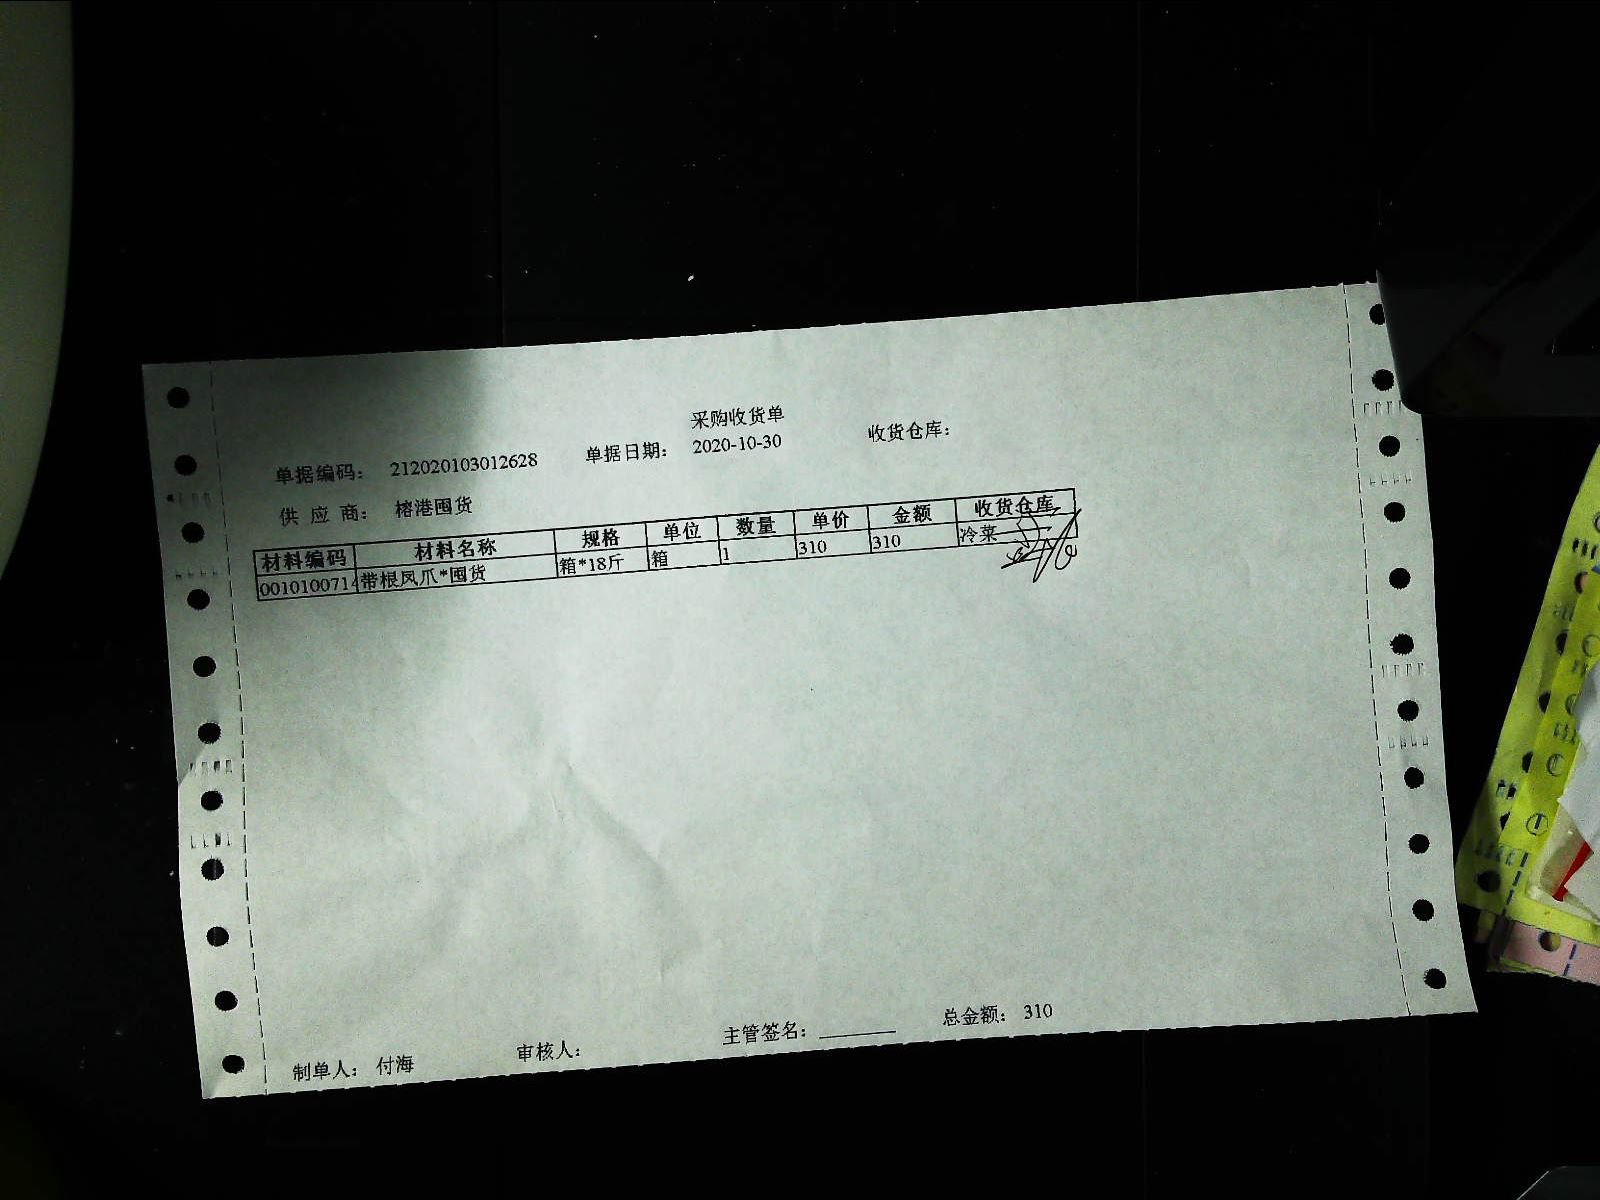 采购收货单
单据编码： 212020103012628 单据日期： 2020-10-30 收货仓库：
供 应 商： 榕港囤货
材料编码 材料名称 规格 单位 数量 单价 金额 收货仓库
0010100714 带根凤爪*囤货 箱*18斤 箱 1 310 310 冷菜
制单人： 付海 审核人： 主管签名： 总金额： 310